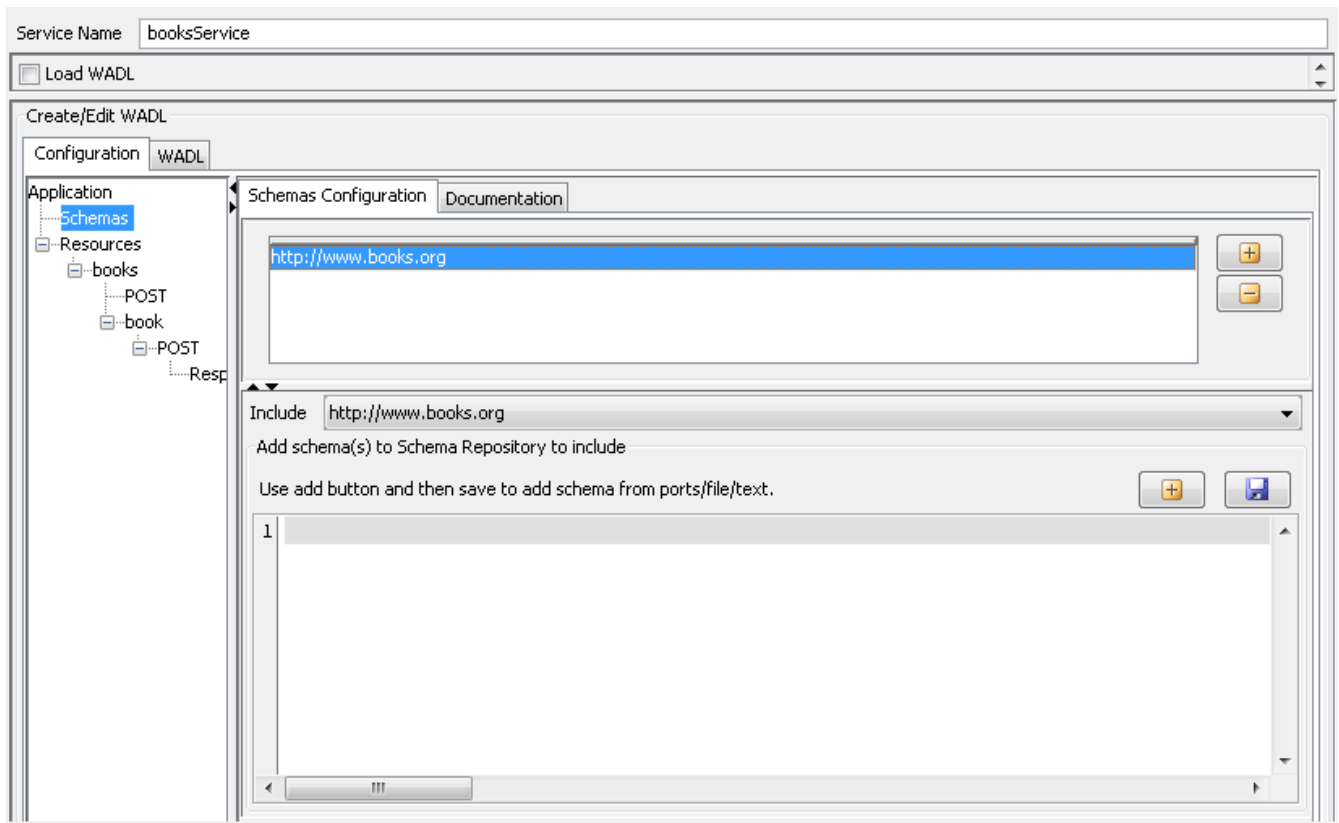 Service Name booksService
Load WADL
Create/Edit WADL
Configuration WADL
Application
Schemas
Resources
books
POST
book
POST
Resp
Schemas Configuration Documentation
http://www.books.org
Include http://www.books.org
Add schema(s) to Schema Repository to include
Use add button and then save to add schema from ports/file/text.
1